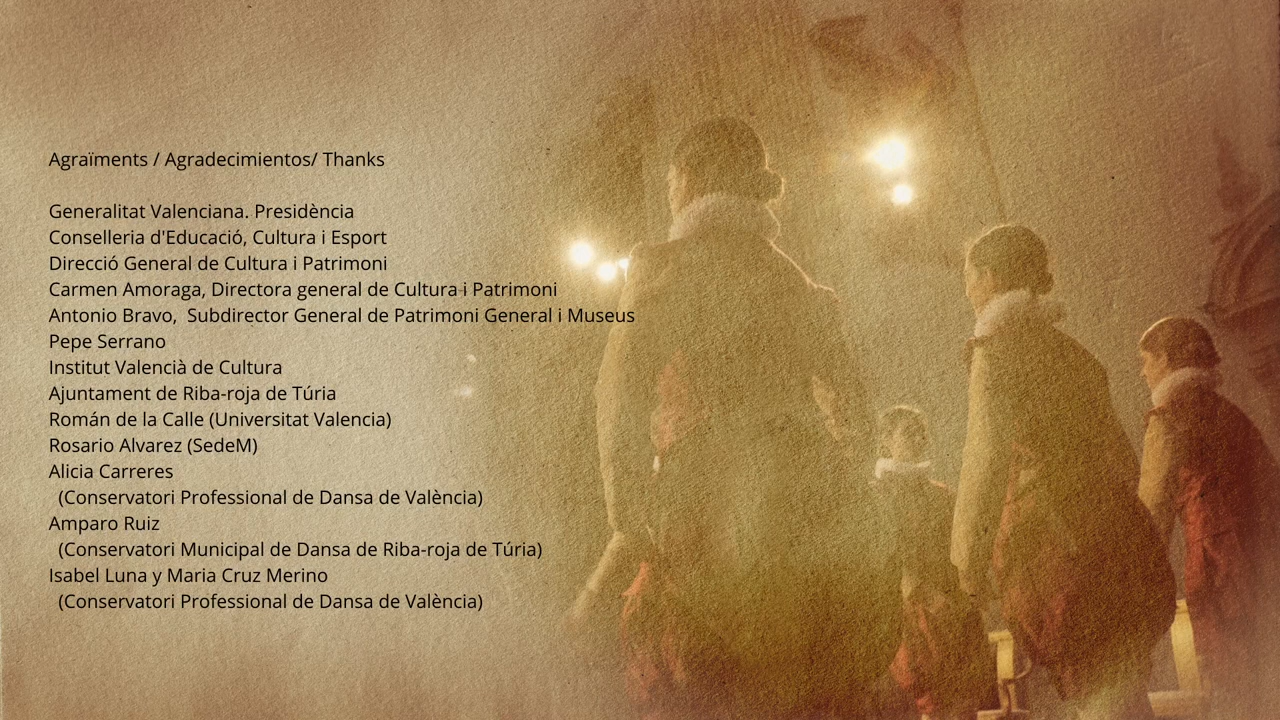 Agraïments / Agradecimientos/ Thanks
Generalitat Valenciana. Presidència
Conselleria d'Educació, Cultura i Esport
Direcció General de Cultura i Patrimoni
Carmen Amoraga, Directora general de Cultura i Patrimoni
Antonio Bravo,  Subdirector General de Patrimoni General i Museus
Pepe Serrano
Institut Valencià de Cultura
Ajuntament de Riba-roja de Túria
Román de la Calle (Universitat Valencia)
Rosario Alvarez (SedeM)
Alicia Carreres
(Conservatori Professional de Dansa de València)
Amparo Ruiz
(Conservatori Municipal de Dansa de Riba-roja de Túria)
Isabel Luna y Maria Cruz Merino
(Conservatori Professional de Dansa de València)